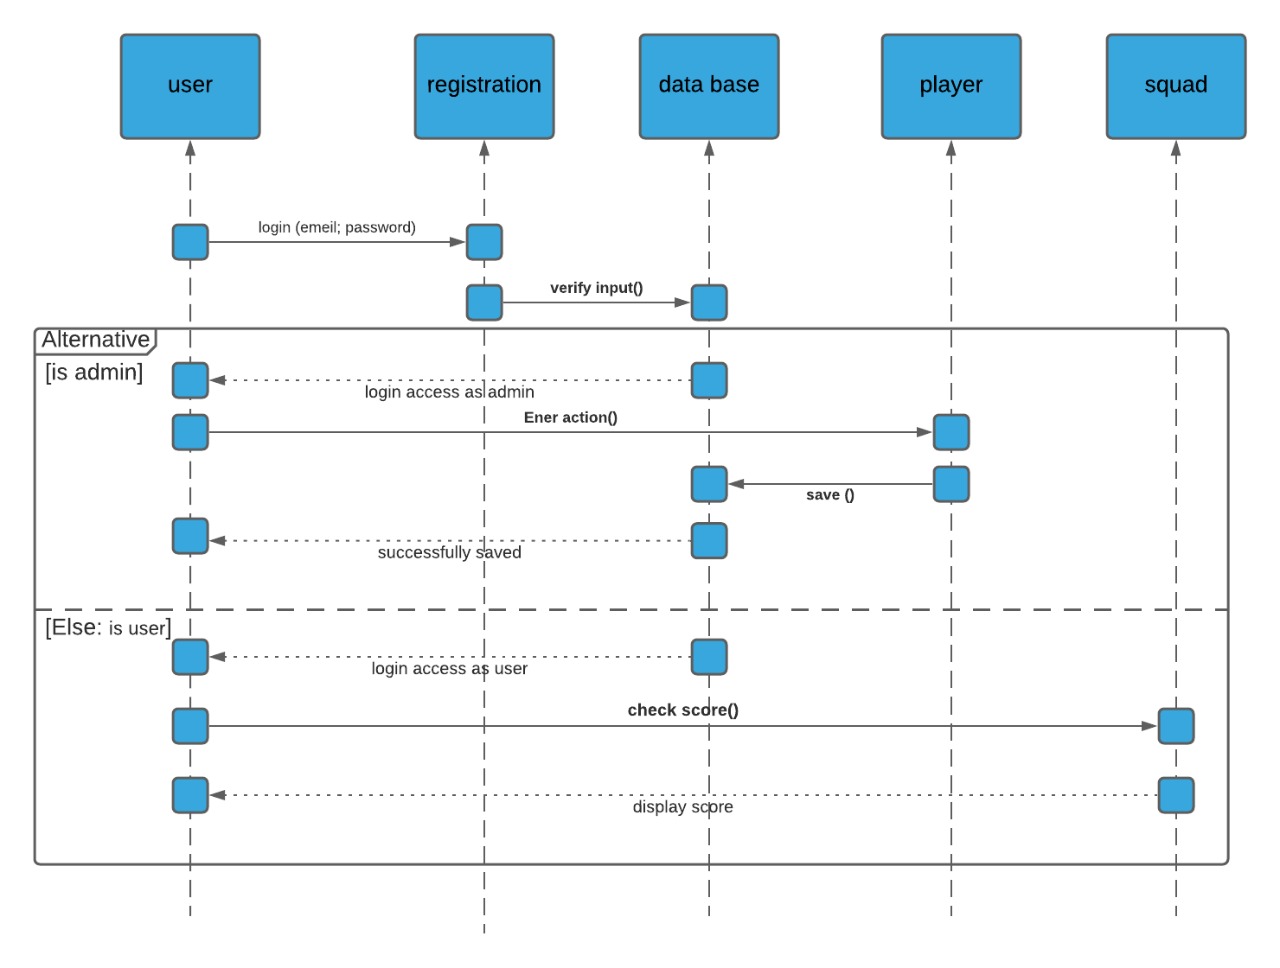 user
registration
data base
player
squad
login (emeil; password)
verify input()
Alternative
[is admin]
login access as admin
Ener action()
save ()
successfully saved
[Else: is user]
login access as user
check score()
display score